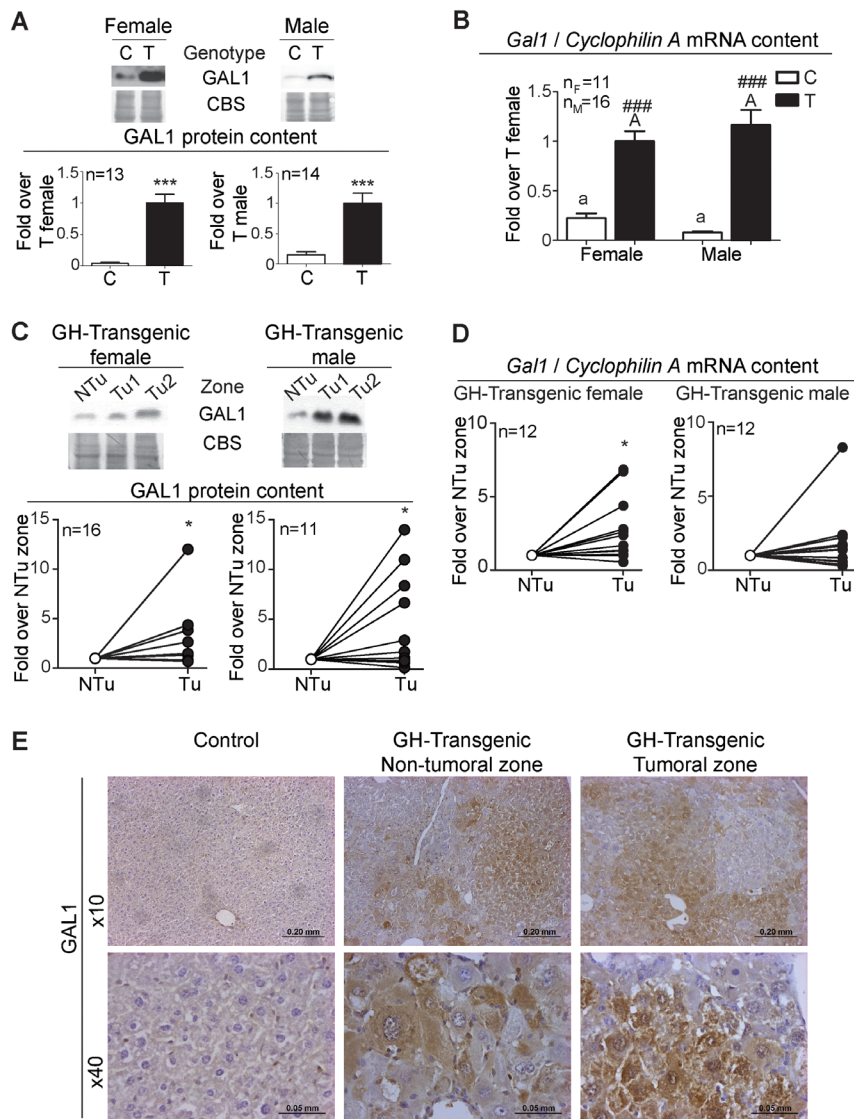 A
Female Male
C T Genotype C T
GAL1
CBS
GAL1 protein content
Fold over T female
1.5
1
0.5
0
n=13
***
C T
Fold over T male
1.5
1
0.5
0
n=14
***
C T
B
Gal1 / Cyclophilin A mRNA content
Fold over T female
1.5
1
0.5
0
nF=11
nM=16
C
T
a
###
A
a
###
A
Female Male
C
GH-Transgenic female
GH-Transgenic male
NTu Tu1 Tu2 Zone NTu Tu1 Tu2
GAL1
CBS
GAL1 protein content
Fold over NTu zone
15
10
5
0
n=16
*
NTu Tu
Fold over NTu zone
15
10
5
0
n=11
*
NTu Tu
D
Gal1 / Cyclophilin A mRNA content
GH-Transgenic female GH-Transgenic male
Fold over NTu zone
10
5
0
n=12
*
NTu Tu
Fold over NTu zone
10
5
0
n=12
NTu Tu
E
Control
GH-Transgenic Non-tumoral zone
GH-Transgenic Tumoral zone
GAL1
x10
0.20 mm
0.20 mm
0.20 mm
x40
0.05 mm
0.05 mm
0.05 mm